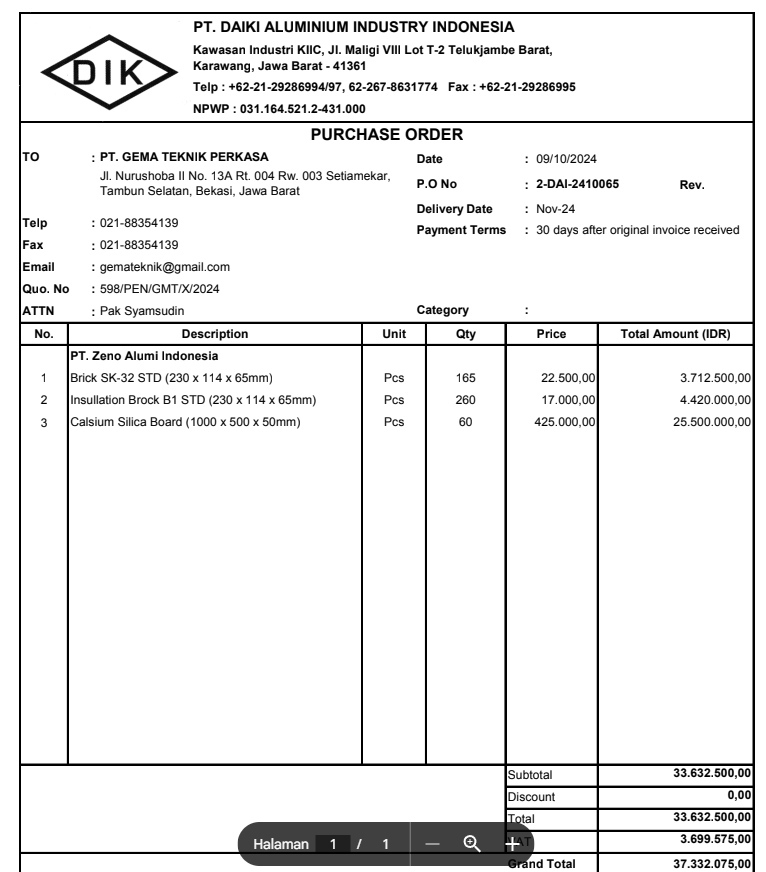 PT. DAIKI ALUMINIUM INDUSTRY INDONESIA
DIK
Kawasan Industri KIIC, Jl. Maligi VIII Lot T-2 Telukjambe Barat,
Karawang, Jawa Barat - 41361
Telp : +62-21-29286994/97, 62-267-8631774 Fax : +62-21-29286995
NPWP : 031.164.521.2-431.000
PURCHASE ORDER
TO : PT. GEMA TEKNIK PERKASA
Jl. Nurushoba II No. 13A Rt. 004 Rw. 003 Setiamekar,
Tambun Selatan, Bekasi, Jawa Barat
Telp : 021-88354139
Fax : 021-88354139
Email : gemateknik@gmail.com
Quo. No : 598/PEN/GMT/X/2024
ATTN : Pak Syamsudin
Date : 09/10/2024
P.O No : 2-DAI-2410065 Rev.
Delivery Date : Nov-24
Payment Terms : 30 days after original invoice received
Category :
No. Description Unit Qty Price Total Amount (IDR)
PT. Zeno Alumi Indonesia
1 Brick SK-32 STD (230 x 114 x 65mm) Pcs 165 22.500,00 3.712.500,00
2 Insullation Brock B1 STD (230 x 114 x 65mm) Pcs 260 17.000,00 4.420.000,00
3 Calsium Silica Board (1000 x 500 x 50mm) Pcs 60 425.000,00 25.500.000,00
Subtotal 33.632.500,00
Discount 0,00
Total 33.632.500,00
VAT 3.699.575,00
Grand Total 37.332.075,00
Halaman 1 / 1